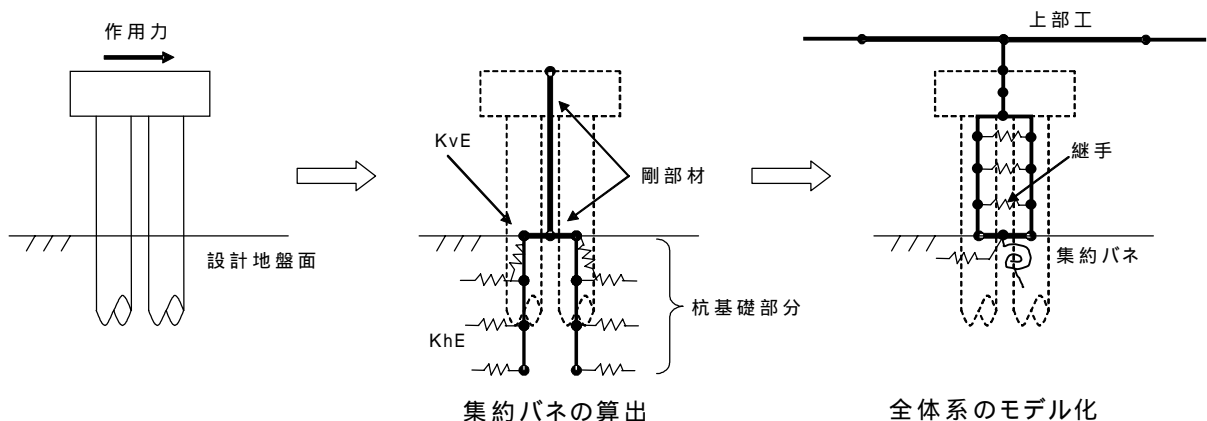 作用力
設計地盤面
KvE
剛部材
杭基礎部分
KhE
集約バネの算出
上部工
継手
集約バネ
全体系のモデル化